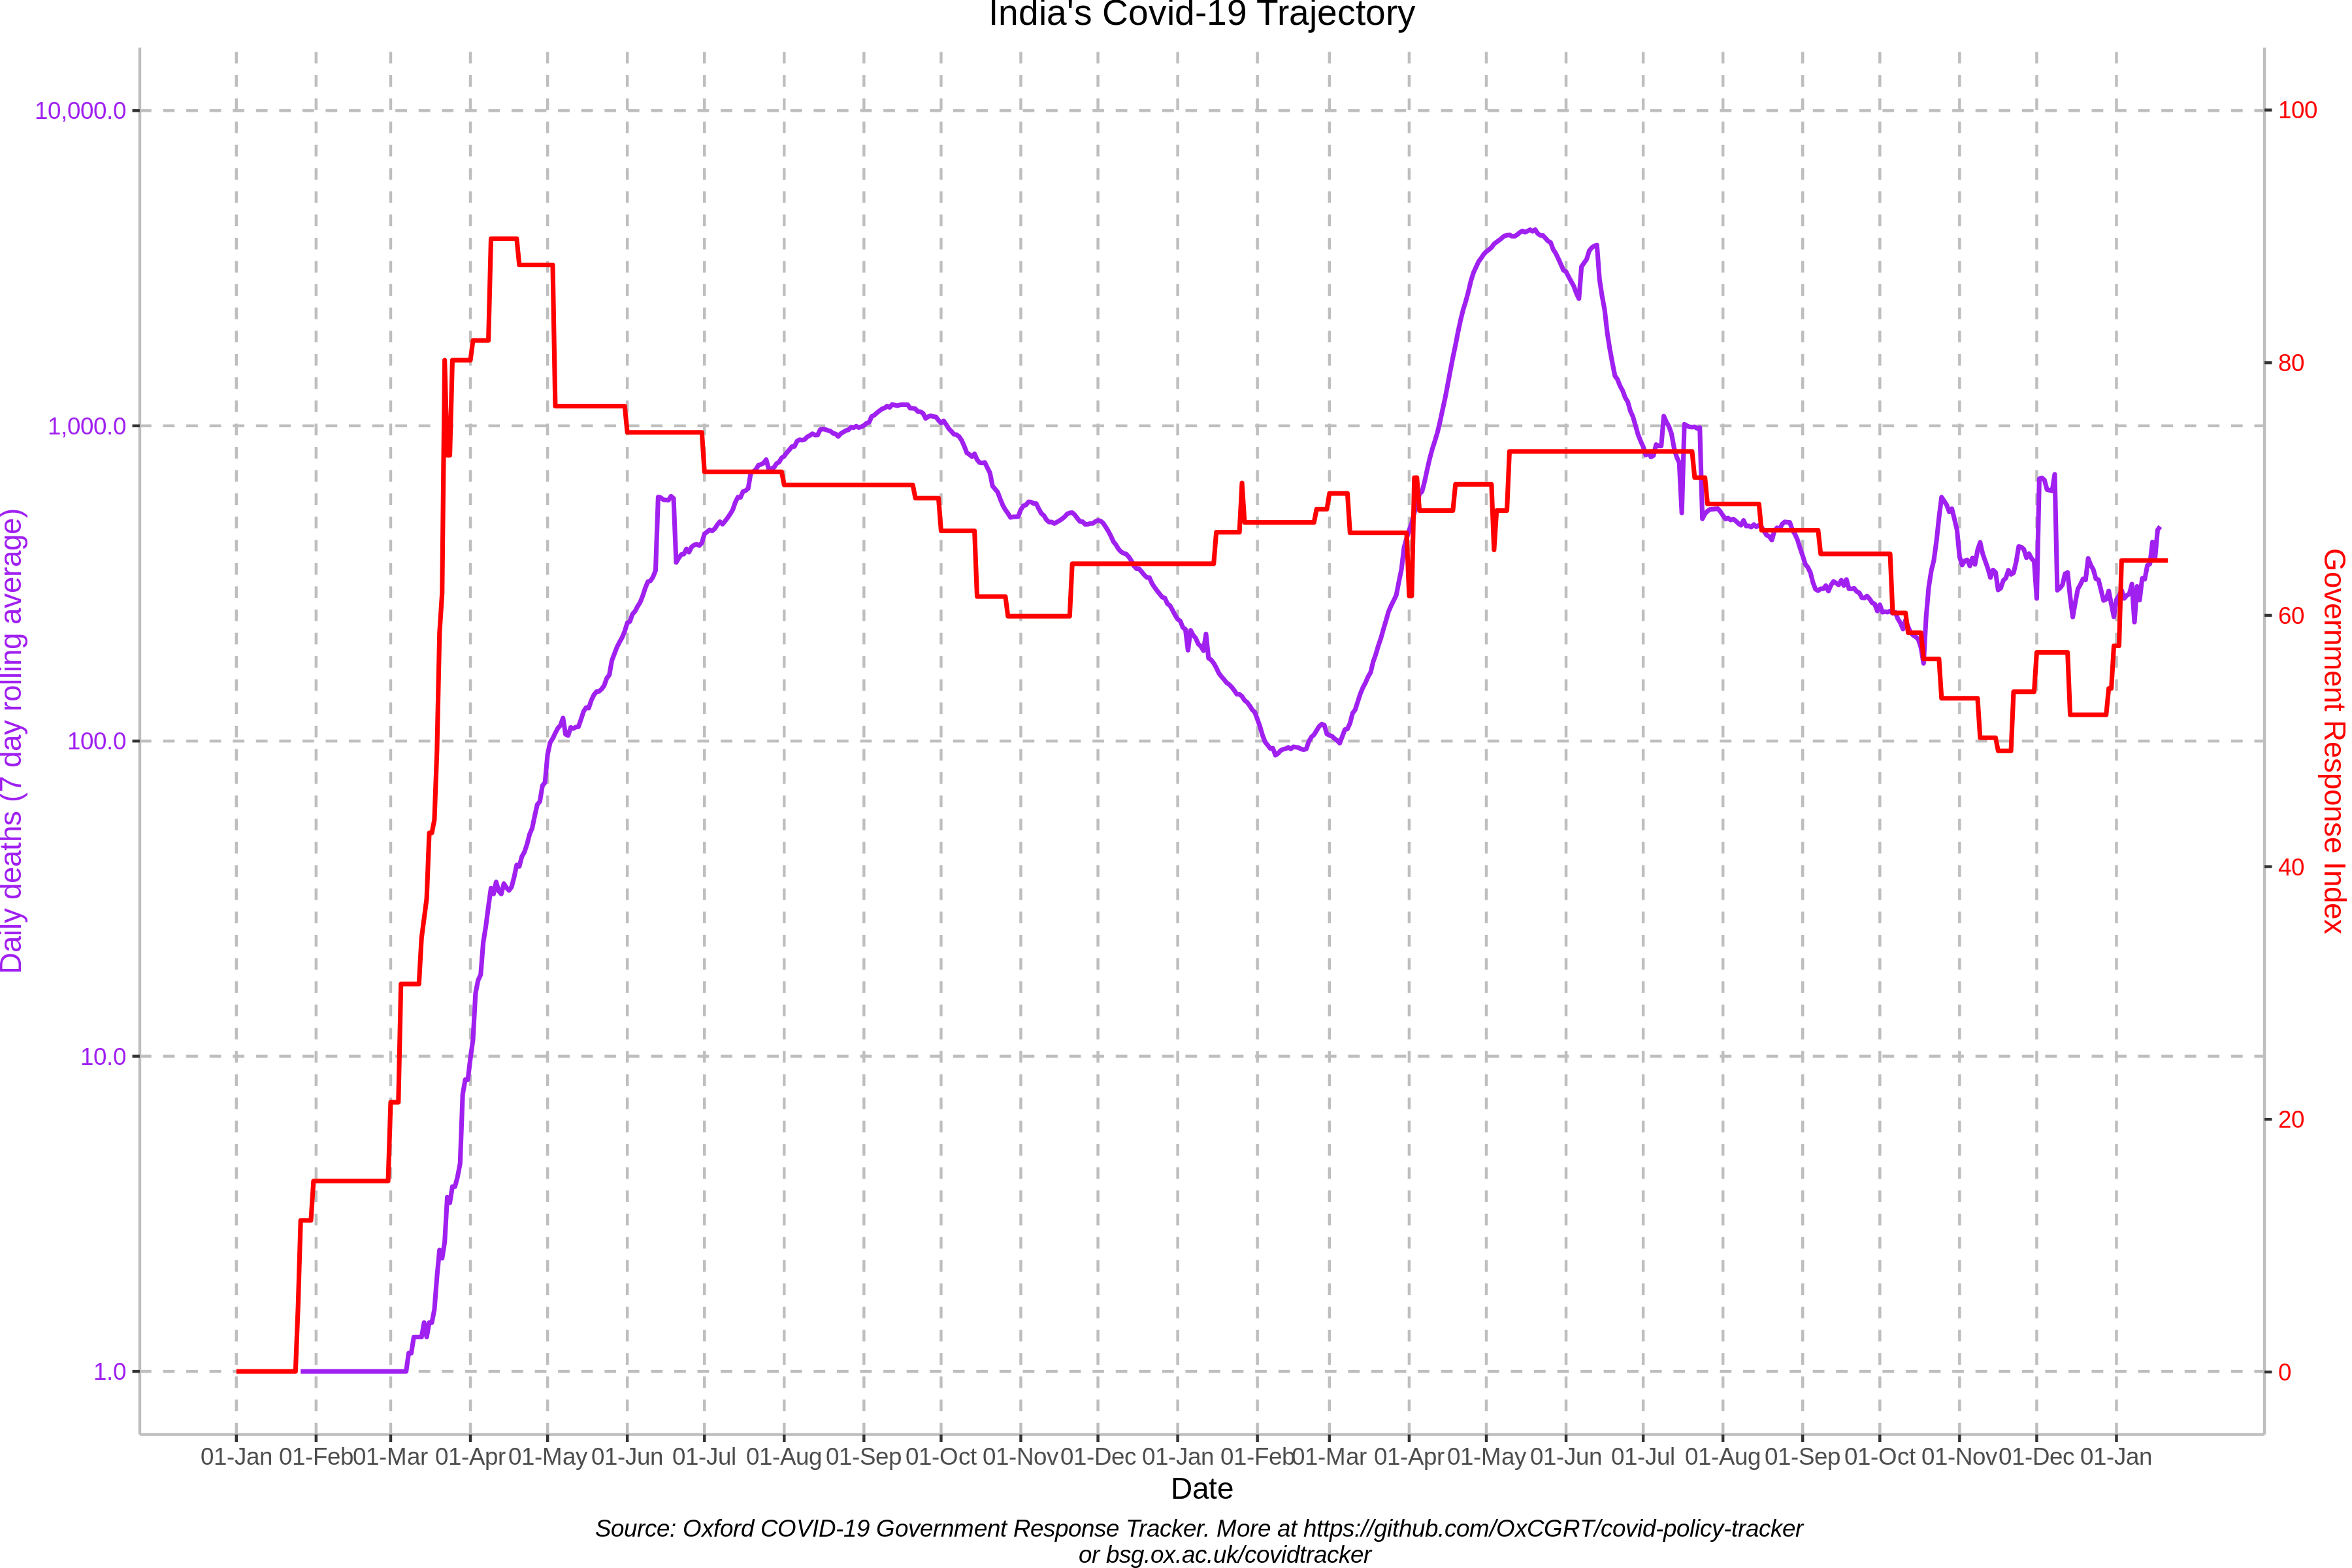 India's Covid-19 Trajectory
10,000.0
1,000.0
100.0
10.0
1.0
Daily deaths (7 day rolling average)
100
80
60
40
20
0
Government Response Index
01-Jan 01-Feb 01-Mar 01-Apr 01-May 01-Jun 01-Jul 01-Aug 01-Sep 01-Oct 01-Nov 01-Dec 01-Jan 01-Feb 01-Mar 01-Apr 01-May 01-Jun 01-Jul 01-Aug 01-Sep 01-Oct 01-Nov 01-Dec 01-Jan
Date
Source: Oxford COVID-19 Government Response Tracker. More at https://github.com/OxCGRT/covid-policy-tracker
or bsg.ox.ac.uk/covidtracker